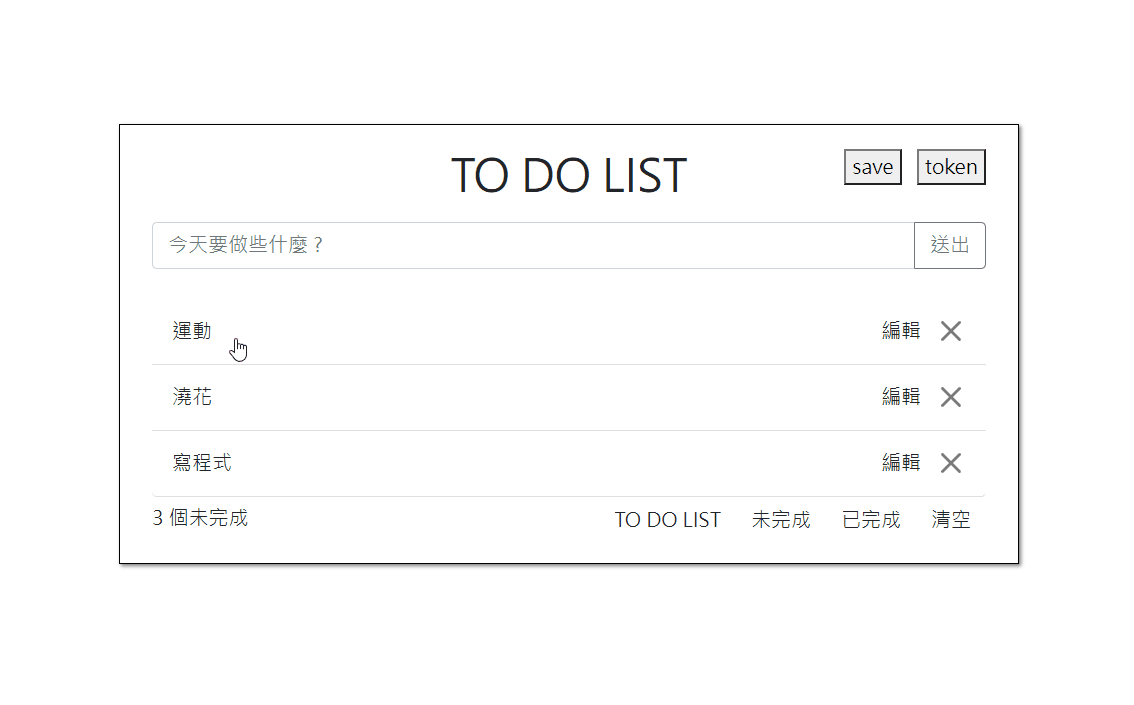 TO DO LIST
save token
今天要做些什麼？
送出
運動 編輯
澆花 編輯
寫程式 編輯
3 個未完成 TO DO LIST 未完成 已完成 清空